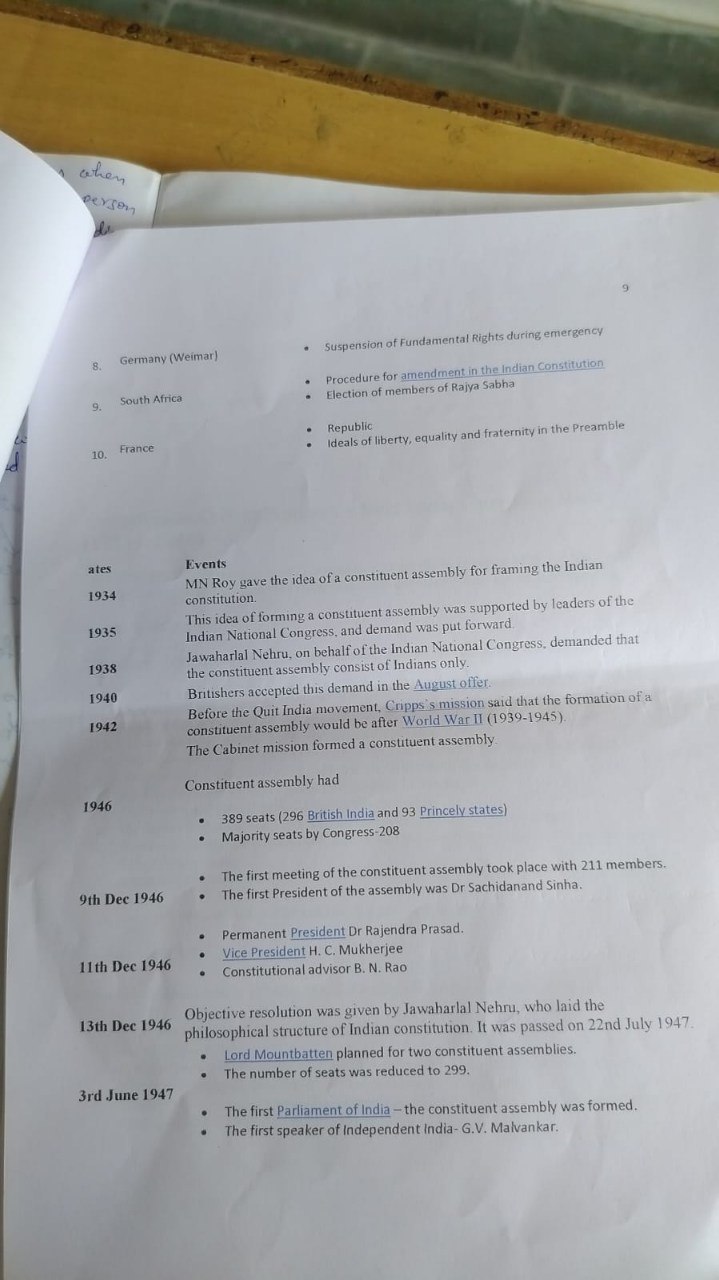 when
person
9
8. Germany (Weimar) • Suspension of Fundamental Rights during emergency
• Procedure for amendment in the Indian Constitution
9. South Africa • Election of members of Rajya Sabha
• Republic
10. France • Ideals of liberty, equality and fraternity in the Preamble
ates Events
1934 MN Roy gave the idea of a constituent assembly for framing the Indian
constitution.
1935 This idea of forming a constituent assembly was supported by leaders of the
Indian National Congress, and demand was put forward.
1938 Jawaharlal Nehru, on behalf of the Indian National Congress, demanded that
the constituent assembly consist of Indians only.
1940 Britishers accepted this demand in the August offer.
1942 Before the Quit India movement, Cripps's mission said that the formation of a
constituent assembly would be after World War II (1939-1945).
The Cabinet mission formed a constituent assembly.
Constituent assembly had
1946
• 389 seats (296 British India and 93 Princely states)
• Majority seats by Congress-208
• The first meeting of the constituent assembly took place with 211 members.
9th Dec 1946 • The first President of the assembly was Dr Sachidanand Sinha.
• Permanent President Dr Rajendra Prasad.
• Vice President H. C. Mukherjee
11th Dec 1946 • Constitutional advisor B. N. Rao
13th Dec 1946 Objective resolution was given by Jawaharlal Nehru, who laid the
philosophical structure of Indian constitution. It was passed on 22nd July 1947.
• Lord Mountbatten planned for two constituent assemblies.
• The number of seats was reduced to 299.
3rd June 1947
• The first Parliament of India – the constituent assembly was formed.
• The first speaker of Independent India- G.V. Malvankar.